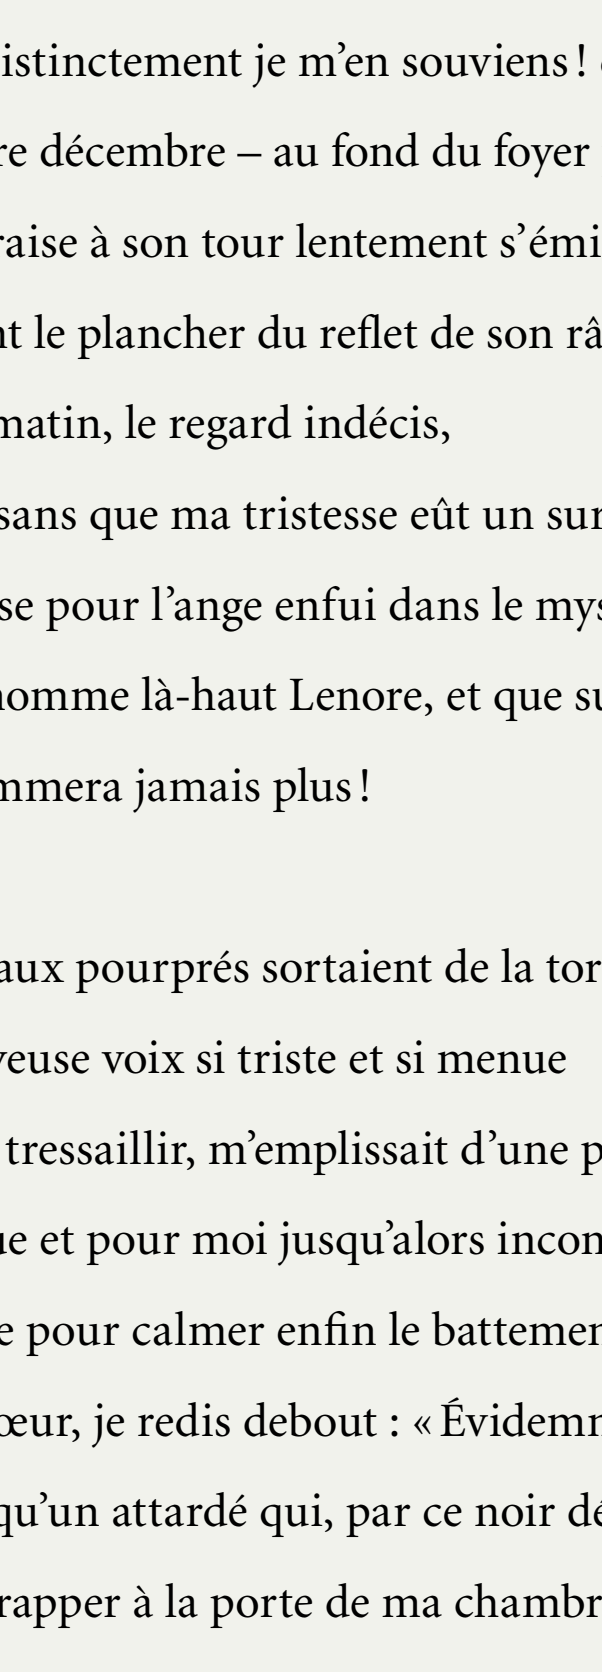 istinctement je m’en souviens !
re décembre – au fond du foyer
raise à son tour lentement s’émi
nt le plancher du reflet de son râ
matin, le regard indécis,
sans que ma tristesse eût un sur
se pour l’ange enfui dans le mys
nomme là-haut Lenore, et que su
mmera jamais plus !
aux pourprés sortaient de la tor
yeuse voix si triste et si menue
tressaillir, m’emplissait d’une p
ue et pour moi jusqu’alors incon
e pour calmer enfin le battemen
œur, je redis debout : « Évidemm
qu’un attardé qui, par ce noir dé
rapper à la porte de ma chambr